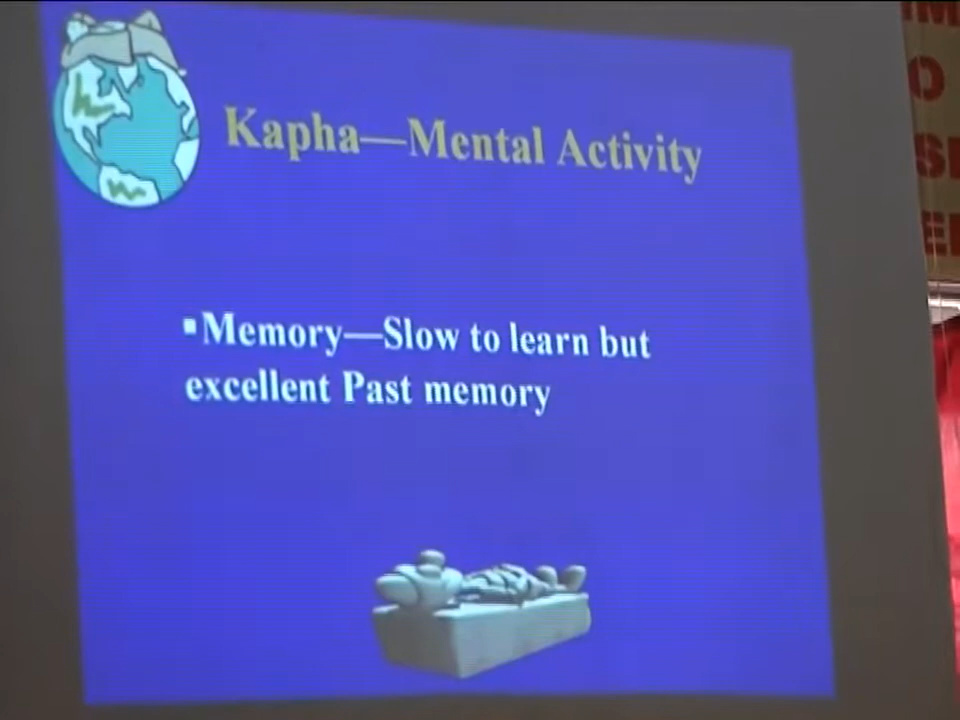 Kapha—Mental Activity
▪Memory—Slow to learn but
excellent Past memory